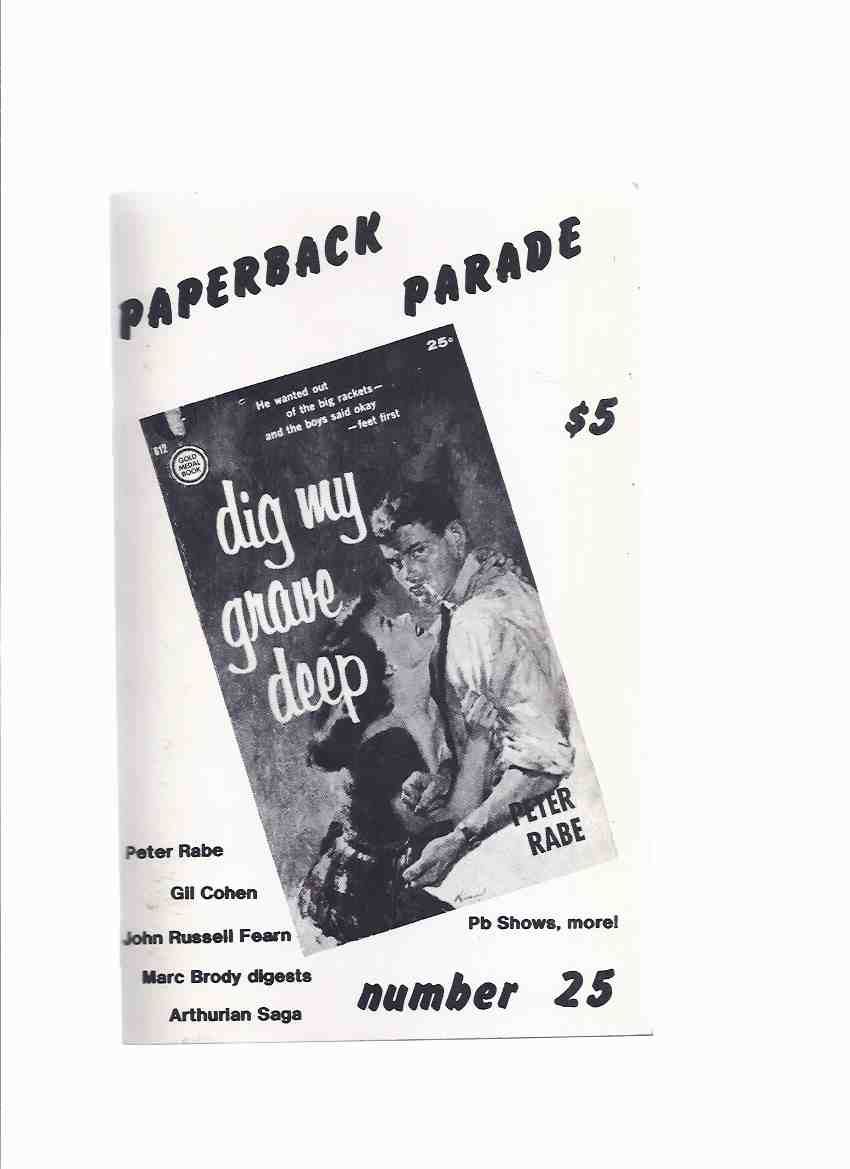 PAPERBACK PARADE
$5
25¢
He wanted out
of the big rackets—
and the boys said okay
—feet first
612
GOLD
MEDAL
BOOK
dig my
grave
deep
PETER
RABE
Peter Rabe
Gil Cohen
John Russell Fearn
Marc Brody digests
Arthurian Saga
Pb Shows, more!
number 25